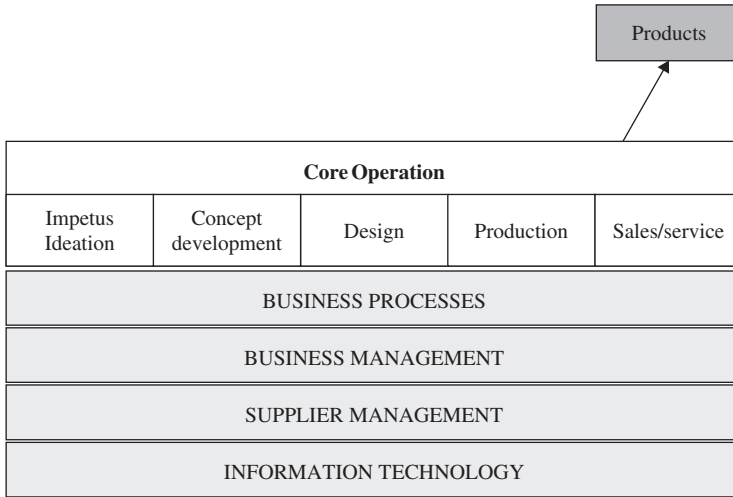 Products
Core Operation
Impetus
Ideation
Concept
development
Design
Production
Sales/service
BUSINESS PROCESSES
BUSINESS MANAGEMENT
SUPPLIER MANAGEMENT
INFORMATION TECHNOLOGY